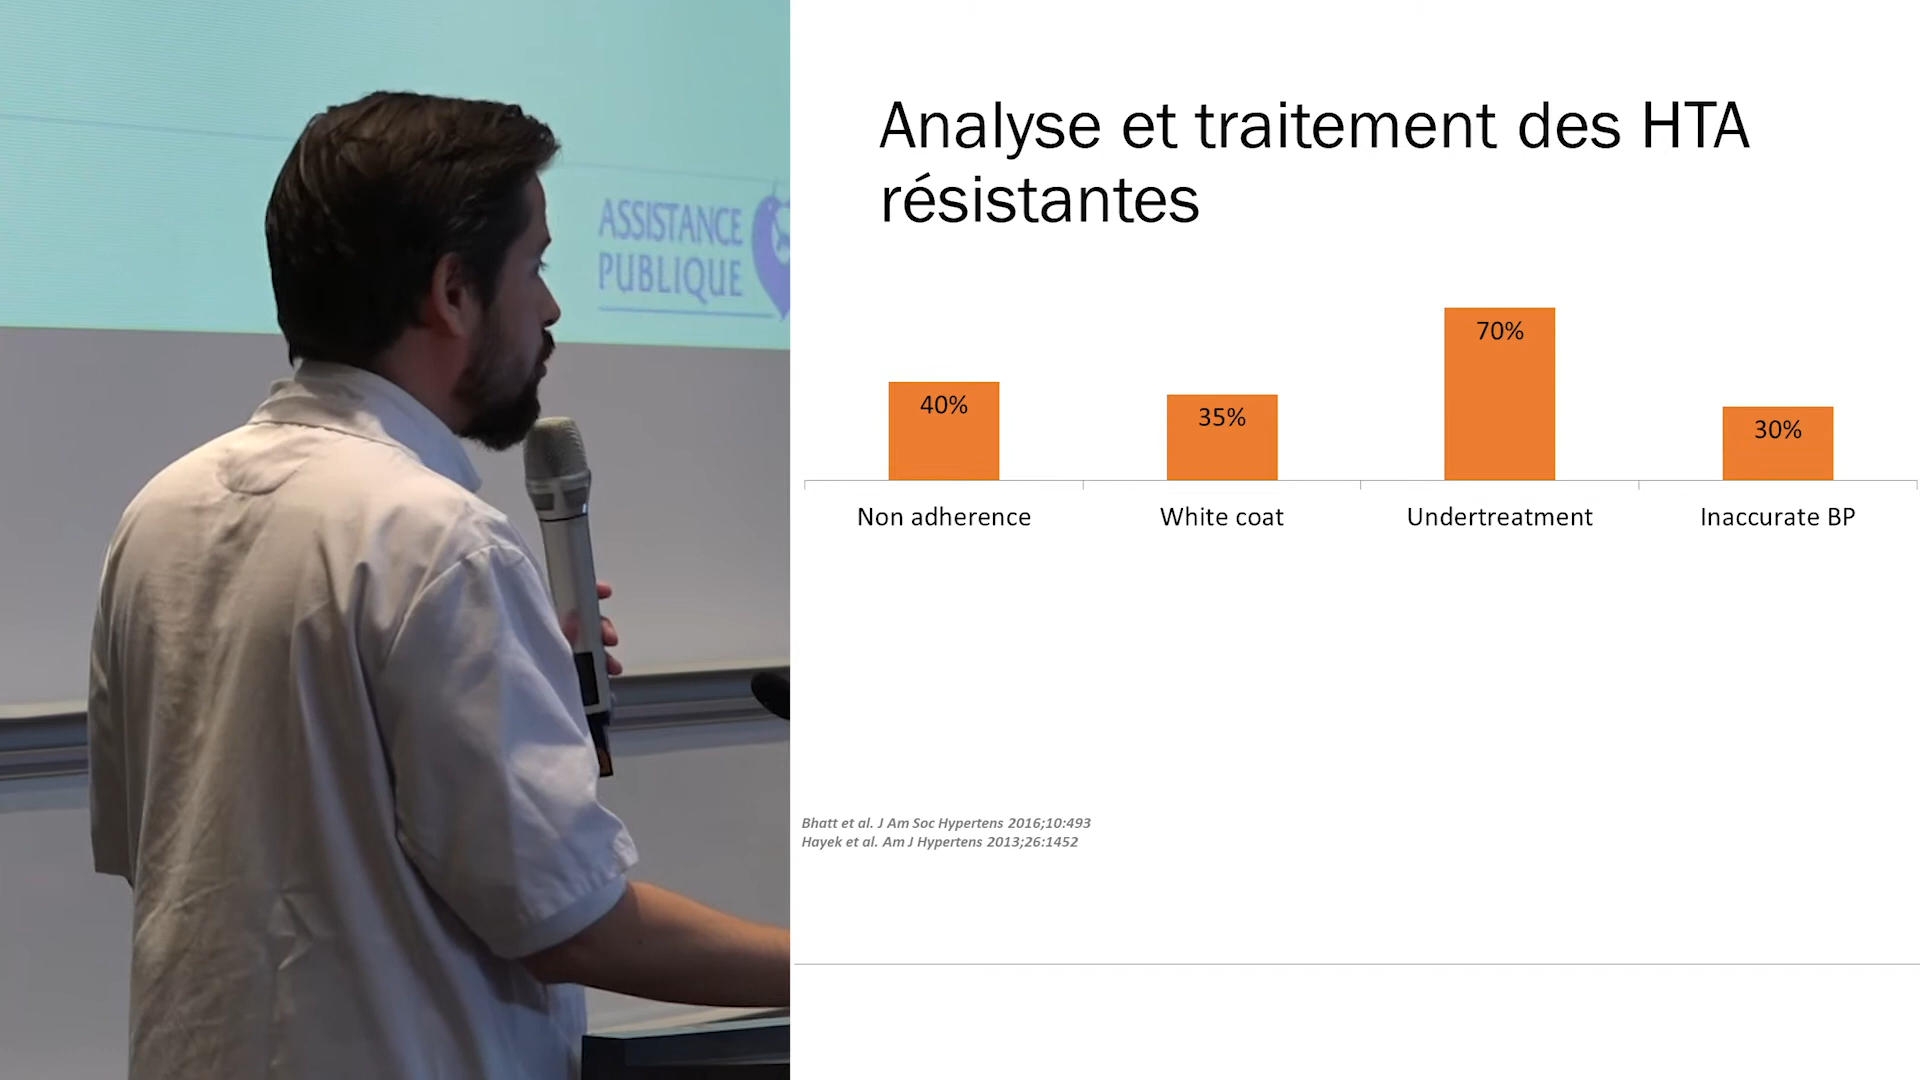 ASSISTANCE
PUBLIQUE
Analyse et traitement des HTA
résistantes
40%
35%
70%
30%
Non adherence
White coat
Undertreatment
Inaccurate BP
Bhatt et al. J Am Soc Hypertens 2016;10:493
Hayek et al. Am J Hypertens 2013;26:1452